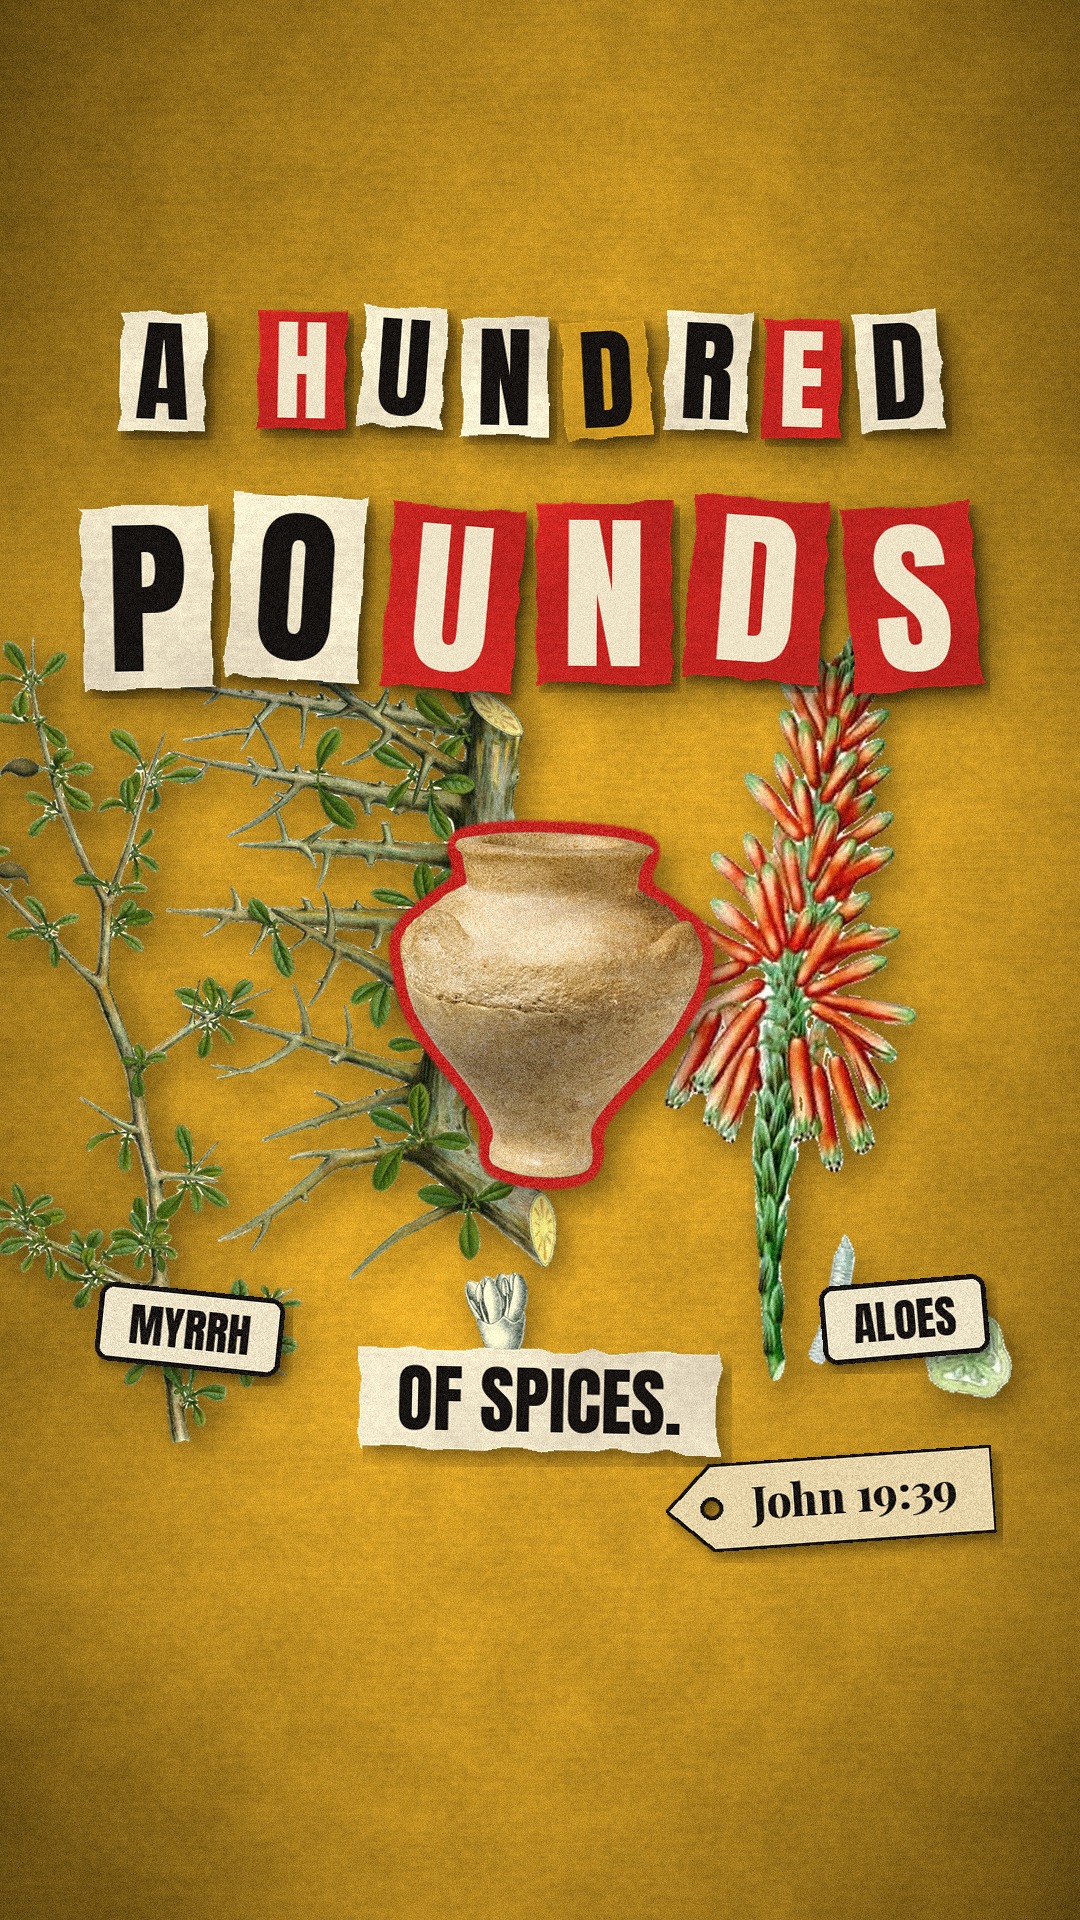 A HUNDRED
POUNDS
MYRRH
ALOES
OF SPICES.
John 19:39